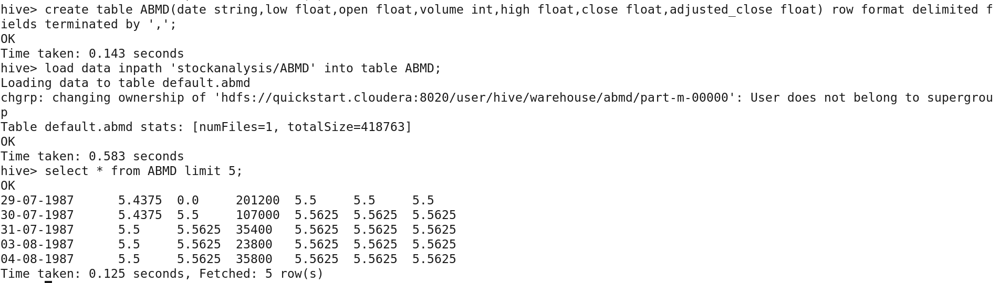 hive> create table ABMD(date string,low float,open float,volume int,high float,close float,adjusted_close float) row format delimited f
ields terminated by ',';
OK
Time taken: 0.143 seconds
hive> load data inpath 'stockanalysis/ABMD' into table ABMD;
Loading data to table default.abmd
chgrp: changing ownership of 'hdfs://quickstart.cloudera:8020/user/hive/warehouse/abmd/part-m-00000': User does not belong to supergrou
p
Table default.abmd stats: [numFiles=1, totalSize=418763]
OK
Time taken: 0.583 seconds
hive> select * from ABMD limit 5;
OK
29-07-1987      5.4375  0.0     201200  5.5     5.5     5.5
30-07-1987      5.4375  5.5     107000  5.5625  5.5625  5.5625
31-07-1987      5.5     5.5625  35400   5.5625  5.5625  5.5625
03-08-1987      5.5     5.5625  23800   5.5625  5.5625  5.5625
04-08-1987      5.5     5.5625  35800   5.5625  5.5625  5.5625
Time taken: 0.125 seconds, Fetched: 5 row(s)